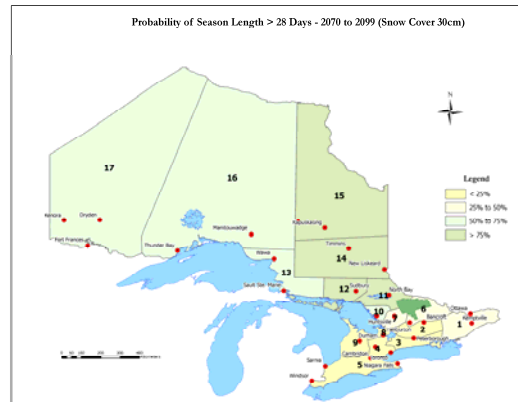 Probability of Season Length > 28 Days - 2070 to 2099 (Snow Cover 30cm)
N
17
16
15
Legend
< 25%
25% to 50%
50% to 75%
> 75%
Kenora
Dryden
Fort Frances
Manitouwadge
Kapuskasing
Thunder Bay
Timmins
14
New Liskeard
Wawa
13
12
Sudbury
11
North Bay
Sault Ste Marie
10
Huntsville
7
6
Ottawa
Kemptville
Bancroft
2
1
8
Peterborough
9
4
3
Cambridge
Toronto
5
Niagara Falls
Sarnia
Windsor